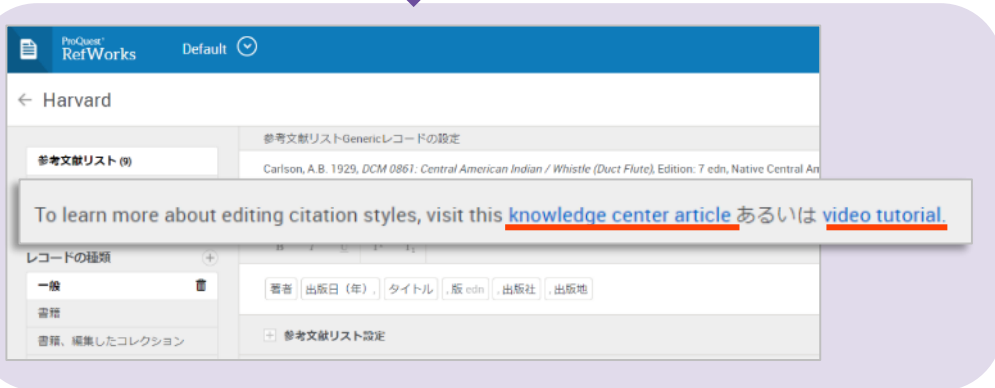 ProQuest®
RefWorks
Default
← Harvard
参考文献リストGenericレコードの設定
参考文献リスト (9)
Carlson, A.B. 1929, DCM 0861: Central American Indian / Whistle (Duct Flute), Edition: 7 edn, Native Central Am
To learn more about editing citation styles, visit this knowledge center article あるいは video tutorial.
レコードの種類
一般
著者 出版日（年）, タイトル , 版 edn , 出版社 , 出版地
書籍
参考文献リスト設定
書籍、編集したコレクション